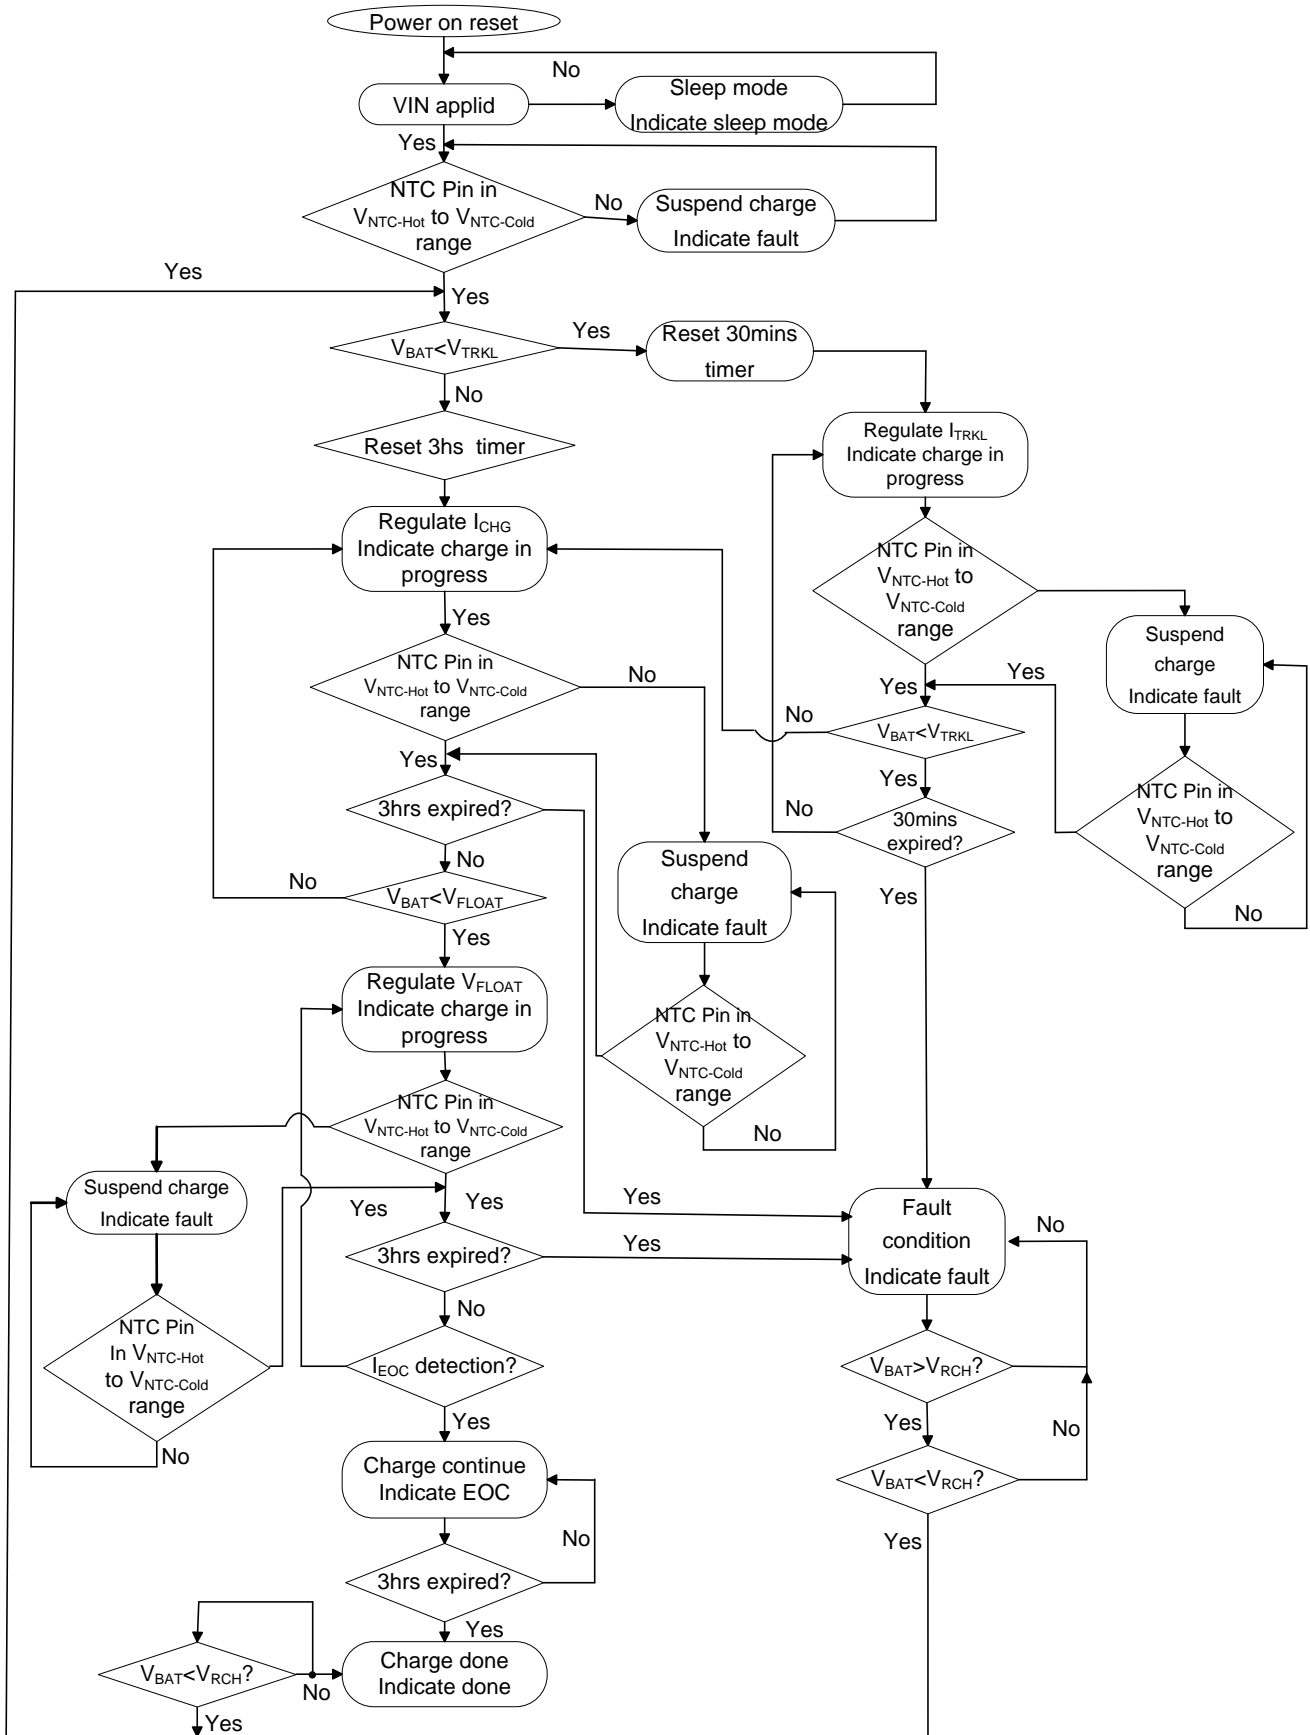 Power on reset
No
VIN applid
Sleep mode
Indicate sleep mode
Yes
NTC Pin in
VNTC-Hot to VNTC-Cold
range
No
Suspend charge
Indicate fault
Yes
Yes
VBAT<VTRKL
Yes
Reset 30mins
timer
No
Reset 3hs timer
Regulate ITRKL
Indicate charge in
progress
Regulate ICHG
Indicate charge in
progress
NTC Pin in
VNTC-Hot to
VNTC-Cold
range
Yes
NTC Pin in
VNTC-Hot to VNTC-Cold
range
No
Suspend
charge
Indicate fault
Yes
Yes
No
VBAT<VTRKL
Yes
Yes
3hrs expired?
No
30mins
expired?
NTC Pin in
VNTC-Hot to
VNTC-Cold
range
No
No
VBAT<VFLOAT
Suspend
charge
Indicate fault
Yes
No
Yes
Regulate VFLOAT
Indicate charge in
progress
NTC Pin in
VNTC-Hot to
VNTC-Cold
range
No
NTC Pin in
VNTC-Hot to VNTC-Cold
range
Suspend charge
Indicate fault
Yes
Yes
Yes
Fault
condition
Indicate fault
No
3hrs expired?
Yes
No
NTC Pin
In VNTC-Hot
to VNTC-Cold
range
No
IEOC detection?
VBAT>VRCH?
Yes
Yes
No
Charge continue
Indicate EOC
VBAT<VRCH?
No
Yes
3hrs expired?
Yes
VBAT<VRCH?
No
Charge done
Indicate done
Yes